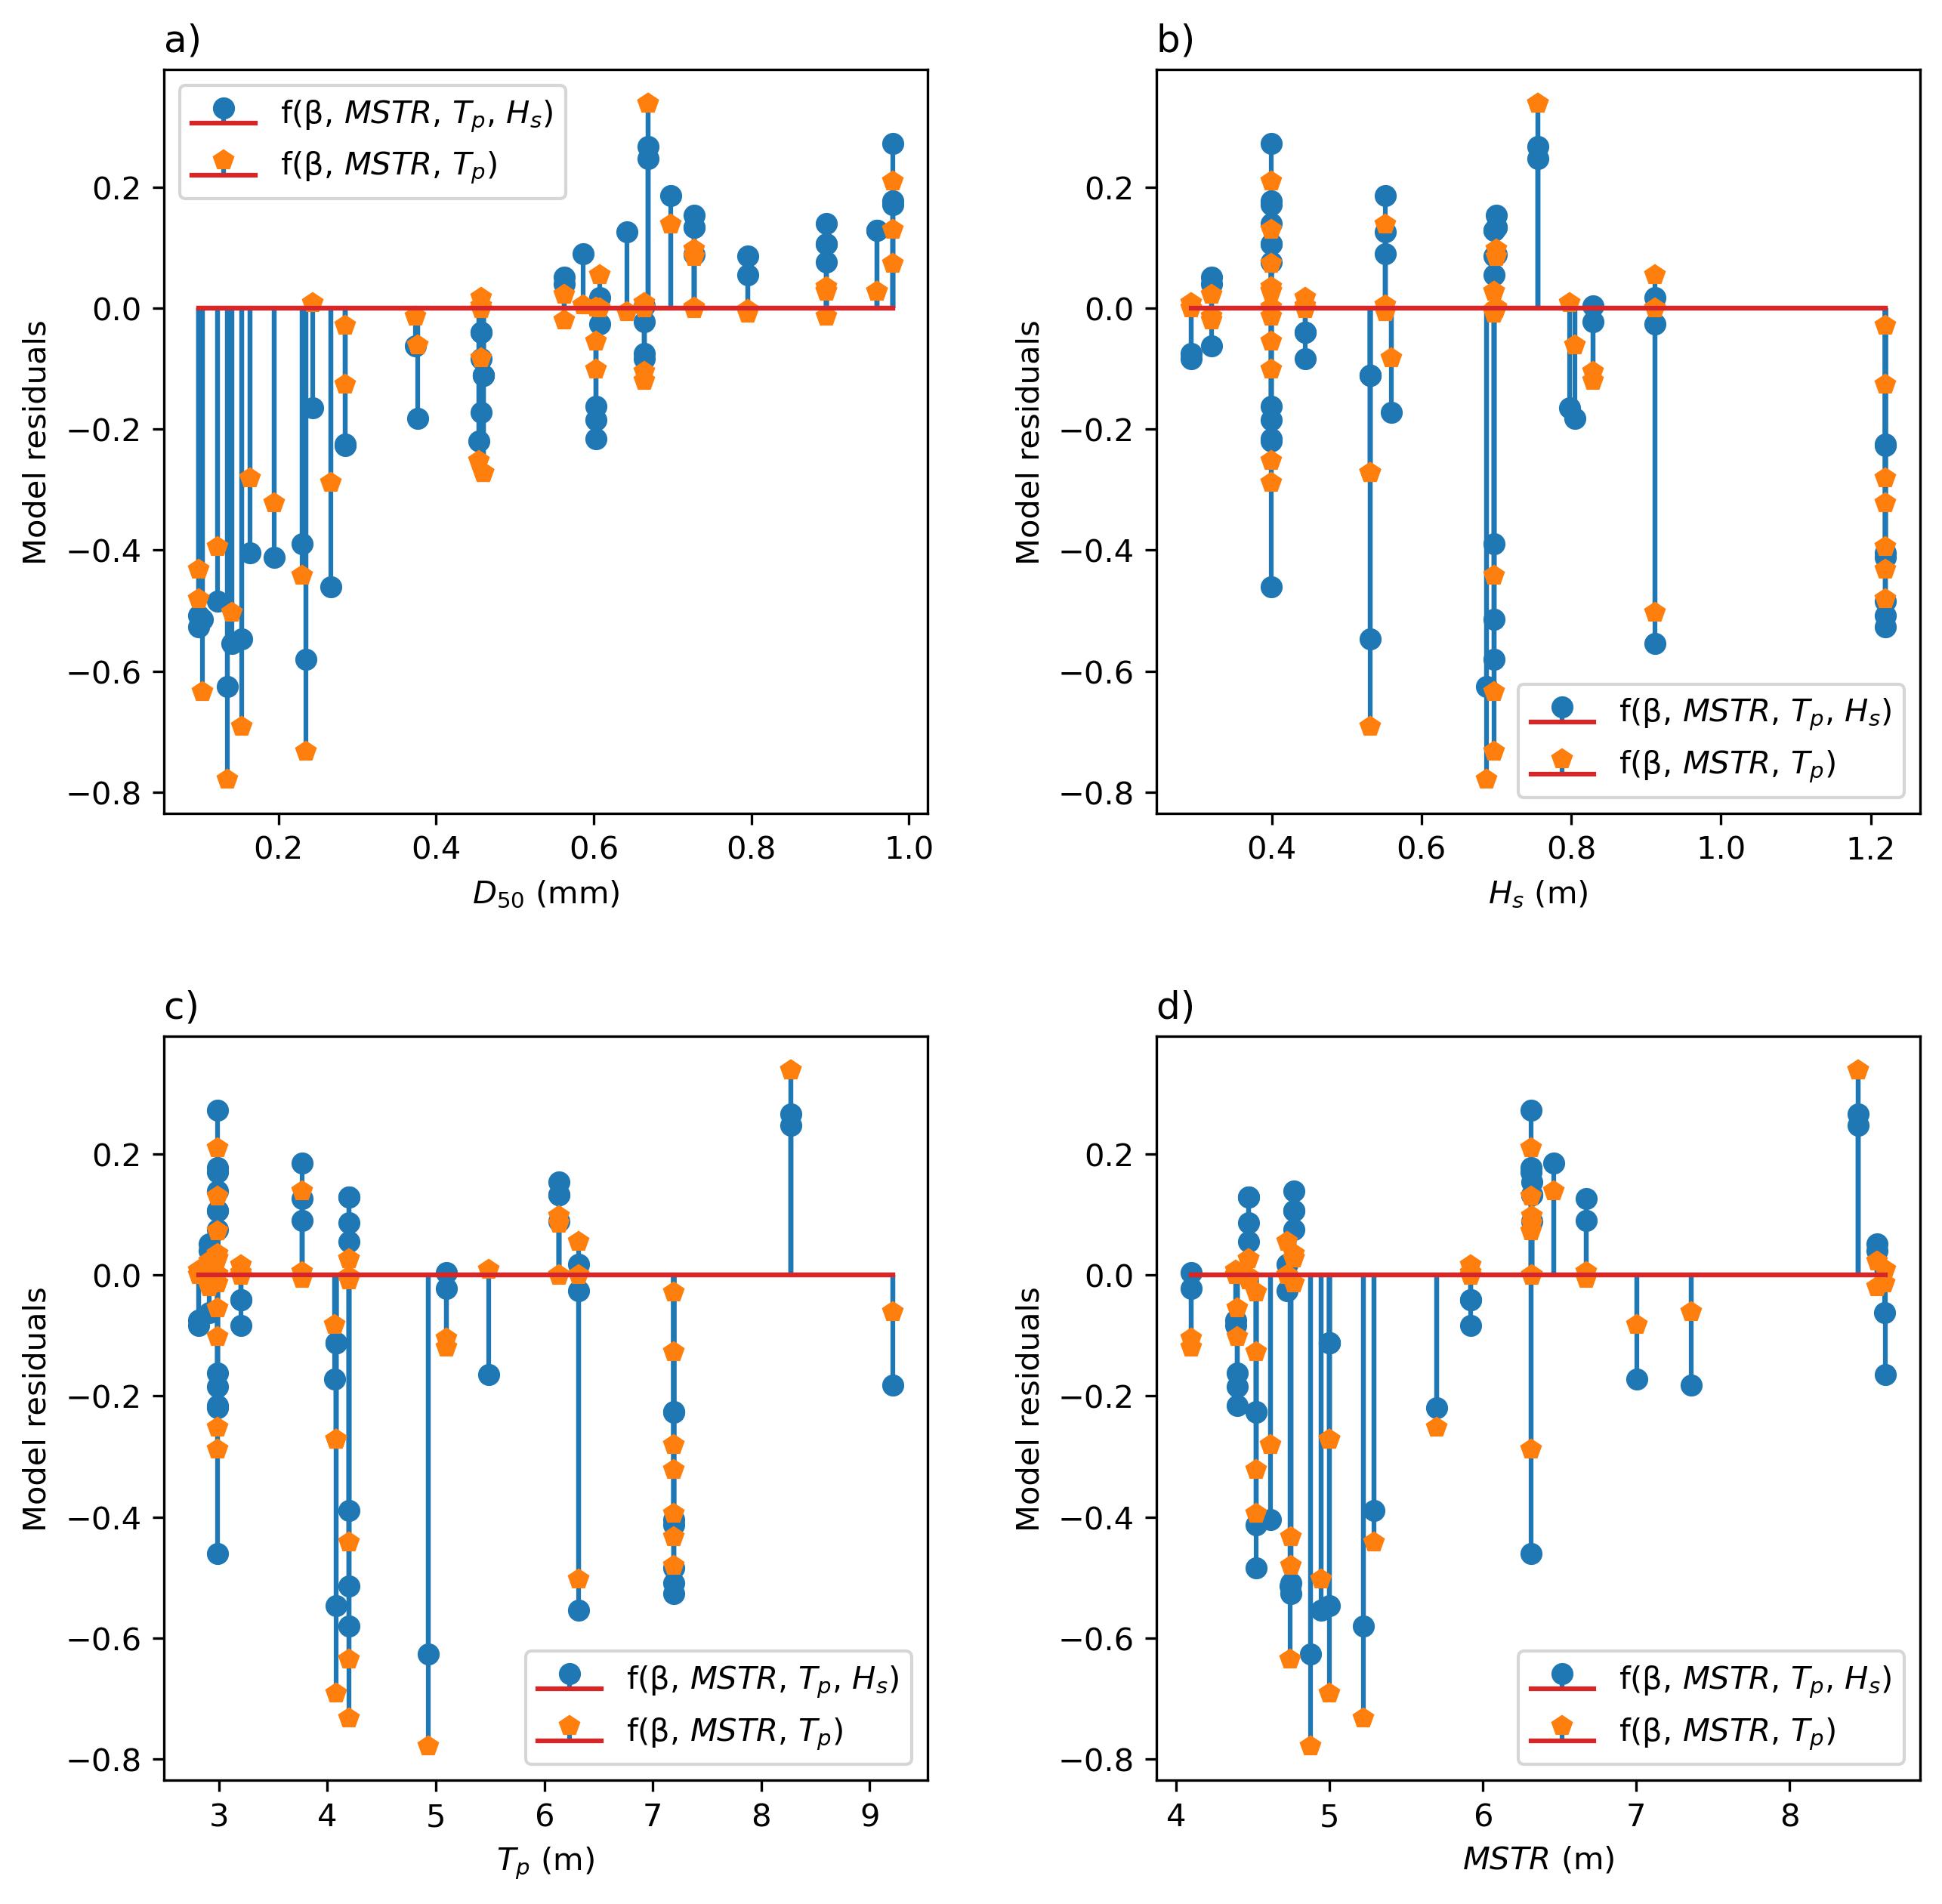 a)
f(β, MSTR, Tp, Hs)
f(β, MSTR, Tp)
0.2
0.0
−0.2
−0.4
−0.6
−0.8
Model residuals
0.2 0.4 0.6 0.8 1.0
D50 (mm)
b)
0.2
0.0
−0.2
−0.4
−0.6
−0.8
Model residuals
f(β, MSTR, Tp, Hs)
f(β, MSTR, Tp)
0.4 0.6 0.8 1.0 1.2
Hs (m)
c)
0.2
0.0
−0.2
−0.4
−0.6
−0.8
Model residuals
f(β, MSTR, Tp, Hs)
f(β, MSTR, Tp)
3 4 5 6 7 8 9
Tp (m)
d)
0.2
0.0
−0.2
−0.4
−0.6
−0.8
Model residuals
f(β, MSTR, Tp, Hs)
f(β, MSTR, Tp)
4 5 6 7 8
MSTR (m)